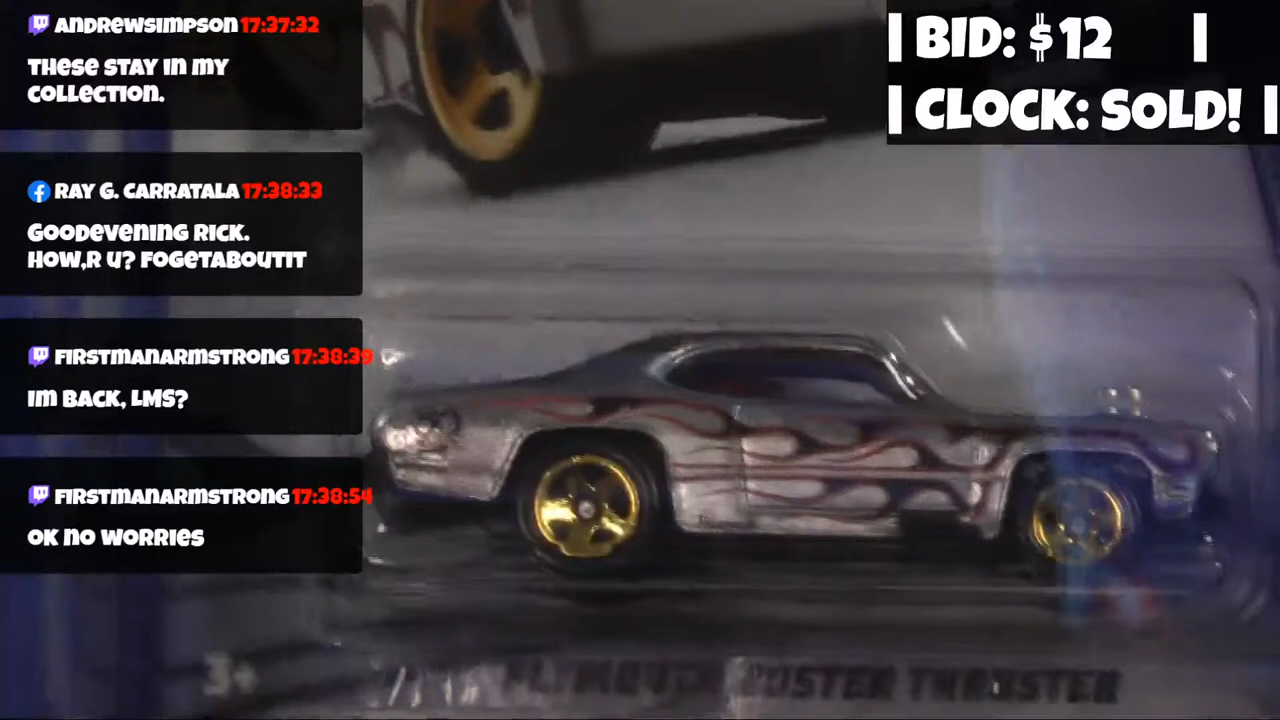 ANDREWSIMPSON 17:37:32
THESE STAY IN MY
COLLECTION.
RAY G. CARRATALA 17:38:33
GOODEVENING RICK.
HOW,R U? FOGETABOUTIT
FIRSTMANARMSTRONG 17:38:39
IM BACK, LMS?
FIRSTMANARMSTRONG 17:38:54
OK NO WORRIES
| BID: $12 |
| CLOCK: SOLD! |
3+
PLYMOUTH DUSTER THRUSTER